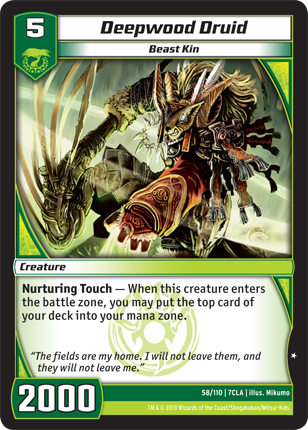 5
Deepwood Druid
Beast Kin
Creature
Nurturing Touch — When this creature enters
the battle zone, you may put the top card of
your deck into your mana zone.
“The fields are my home. I will not leave them, and
they will not leave me.”
2000
58/110 | 7CLA | Illus. Mikumo
TM & © 2013 Wizards of the Coast/Shogakukan/Mitsui-Kids